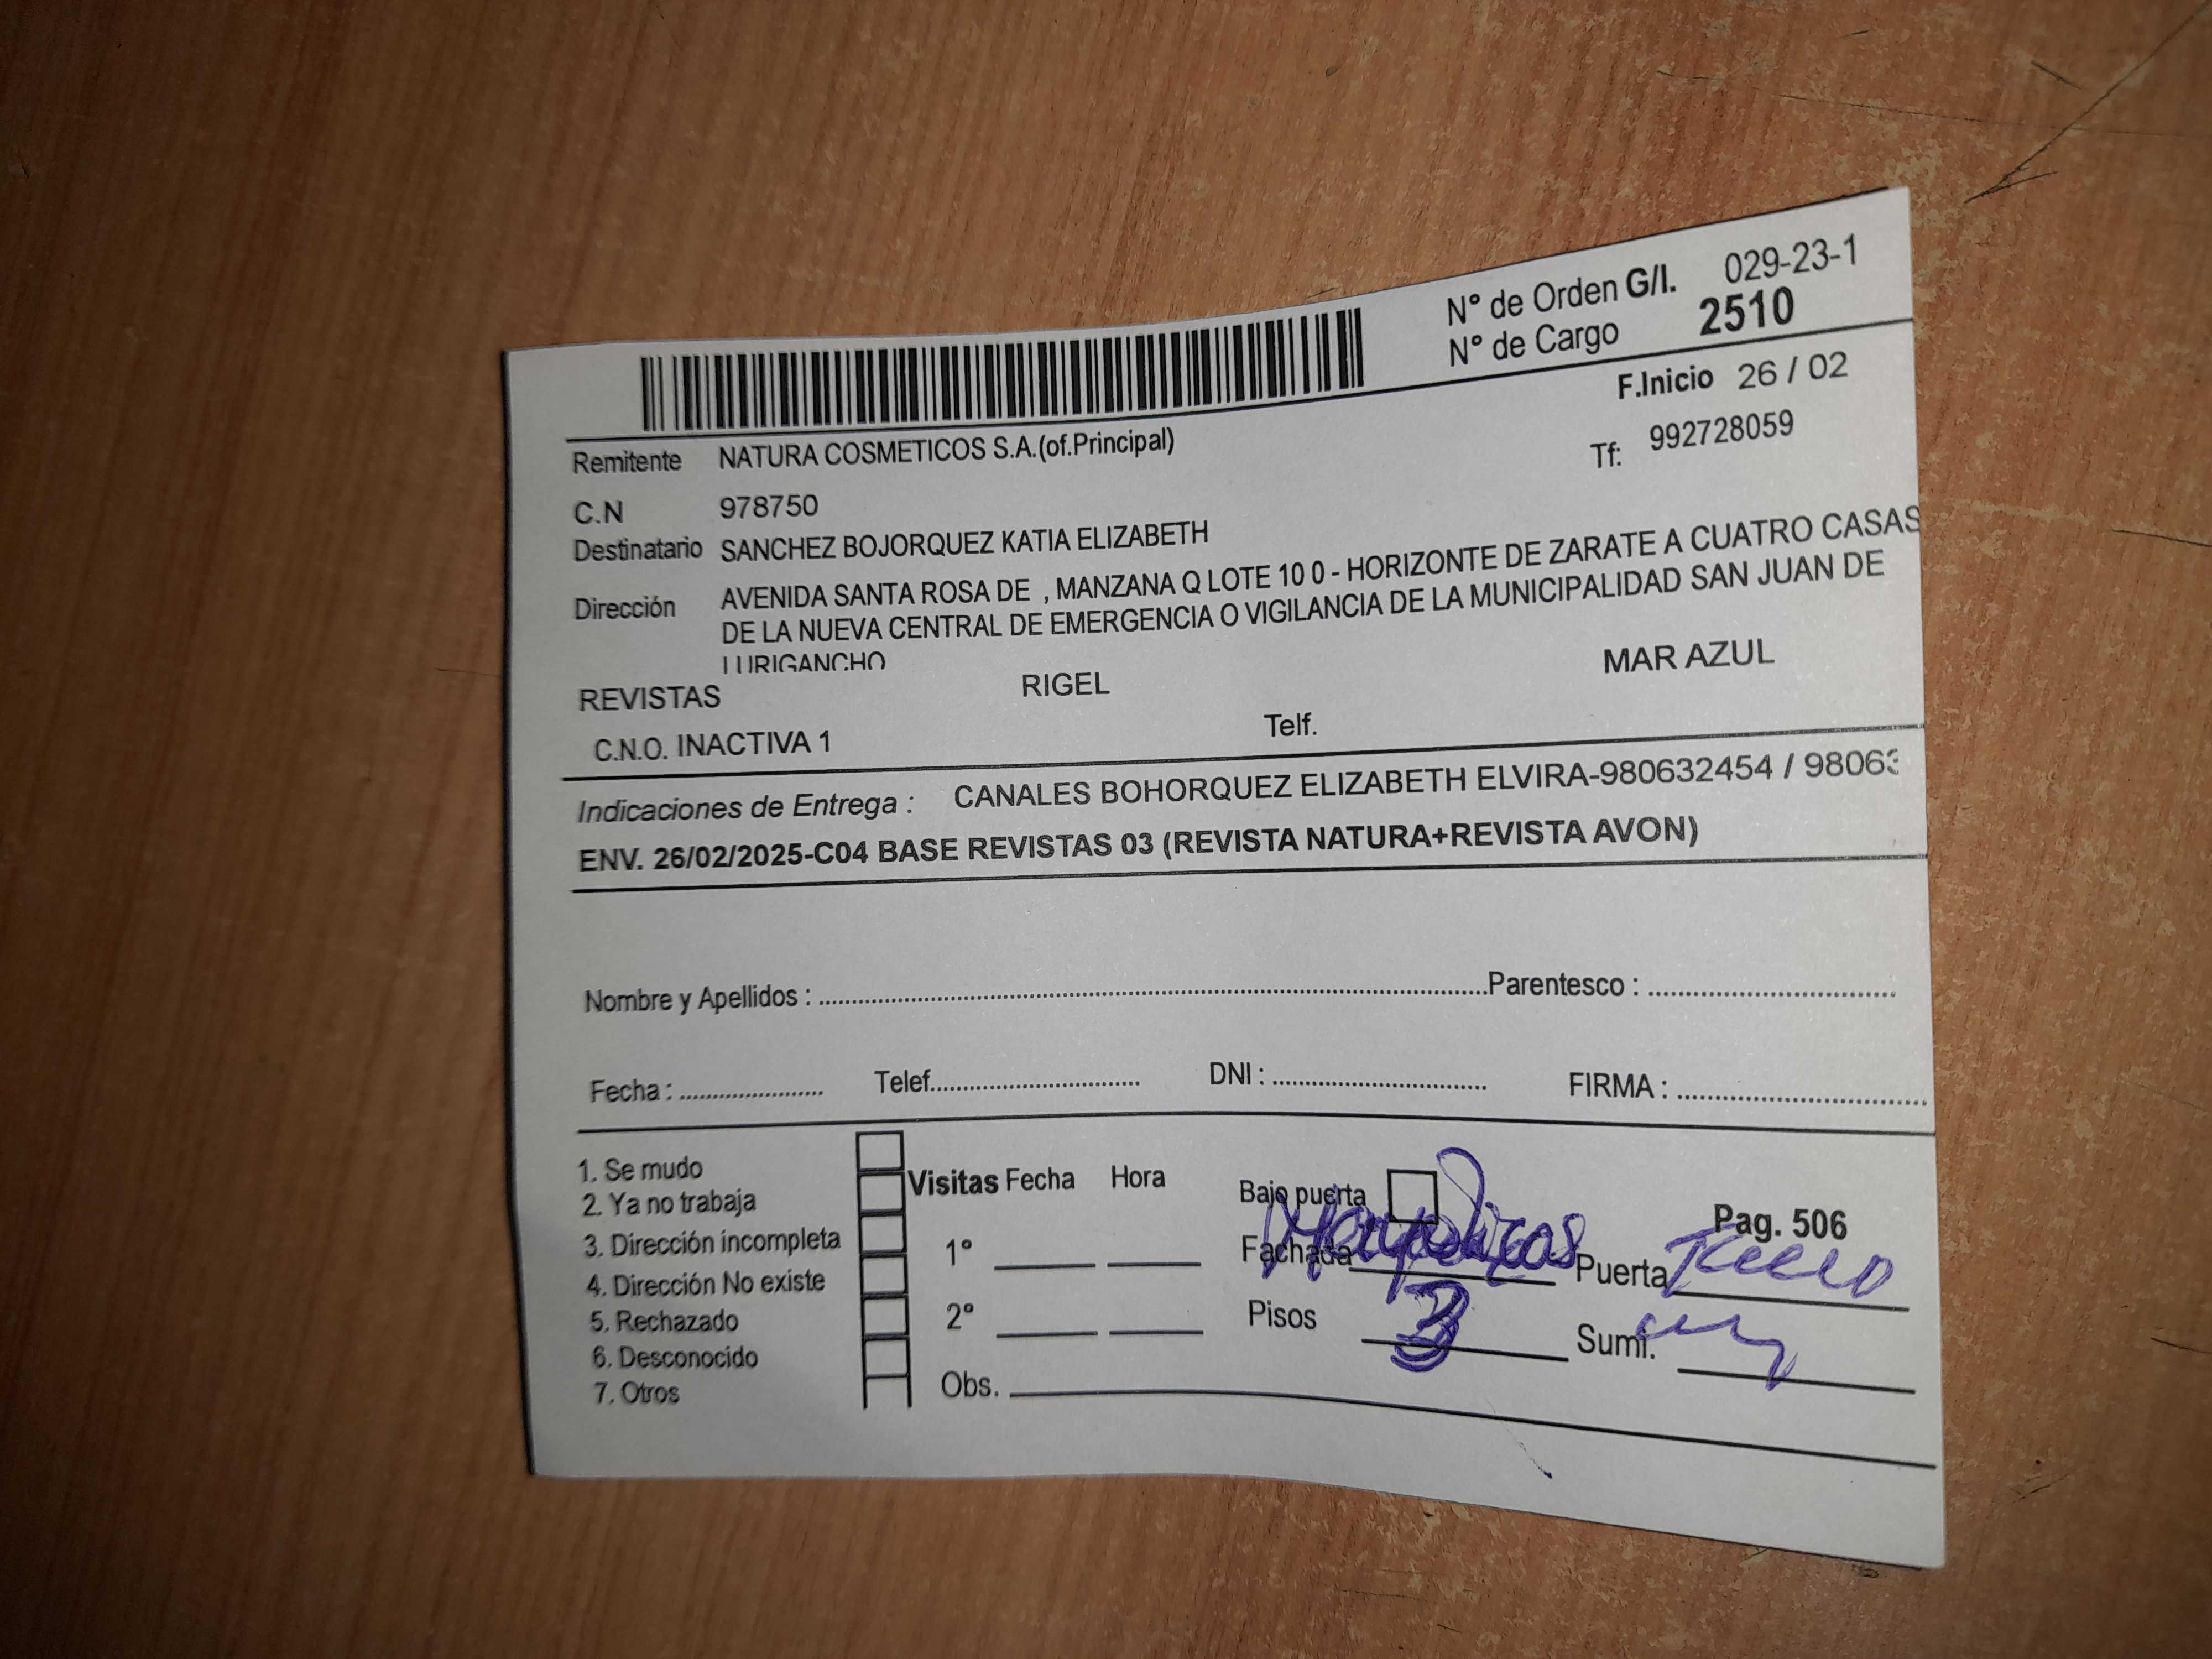 N° de Orden G/I. 029-23-1
N° de Cargo 2510
F.Inicio 26 / 02
Remitente NATURA COSMETICOS S.A.(of.Principal) Tf: 992728059
C.N 978750
Destinatario SANCHEZ BOJORQUEZ KATIA ELIZABETH
Dirección AVENIDA SANTA ROSA DE , MANZANA Q LOTE 10 0 - HORIZONTE DE ZARATE A CUATRO CASAS
DE LA NUEVA CENTRAL DE EMERGENCIA O VIGILANCIA DE LA MUNICIPALIDAD SAN JUAN DE
LURIGANCHO
REVISTAS RIGEL MAR AZUL
C.N.O. INACTIVA 1 Telf.
Indicaciones de Entrega : CANALES BOHORQUEZ ELIZABETH ELVIRA-980632454 / 98063
ENV. 26/02/2025-C04 BASE REVISTAS 03 (REVISTA NATURA+REVISTA AVON)
Nombre y Apellidos : Parentesco :
Fecha : Telef. DNI : FIRMA :
1. Se mudo
2. Ya no trabaja
3. Dirección incompleta
4. Dirección No existe
5. Rechazado
6. Desconocido
7. Otros
Visitas Fecha Hora
1°
2°
Obs.
Bajo puerta Pag. 506
Fachada Puerta
Pisos 3 Sumi.